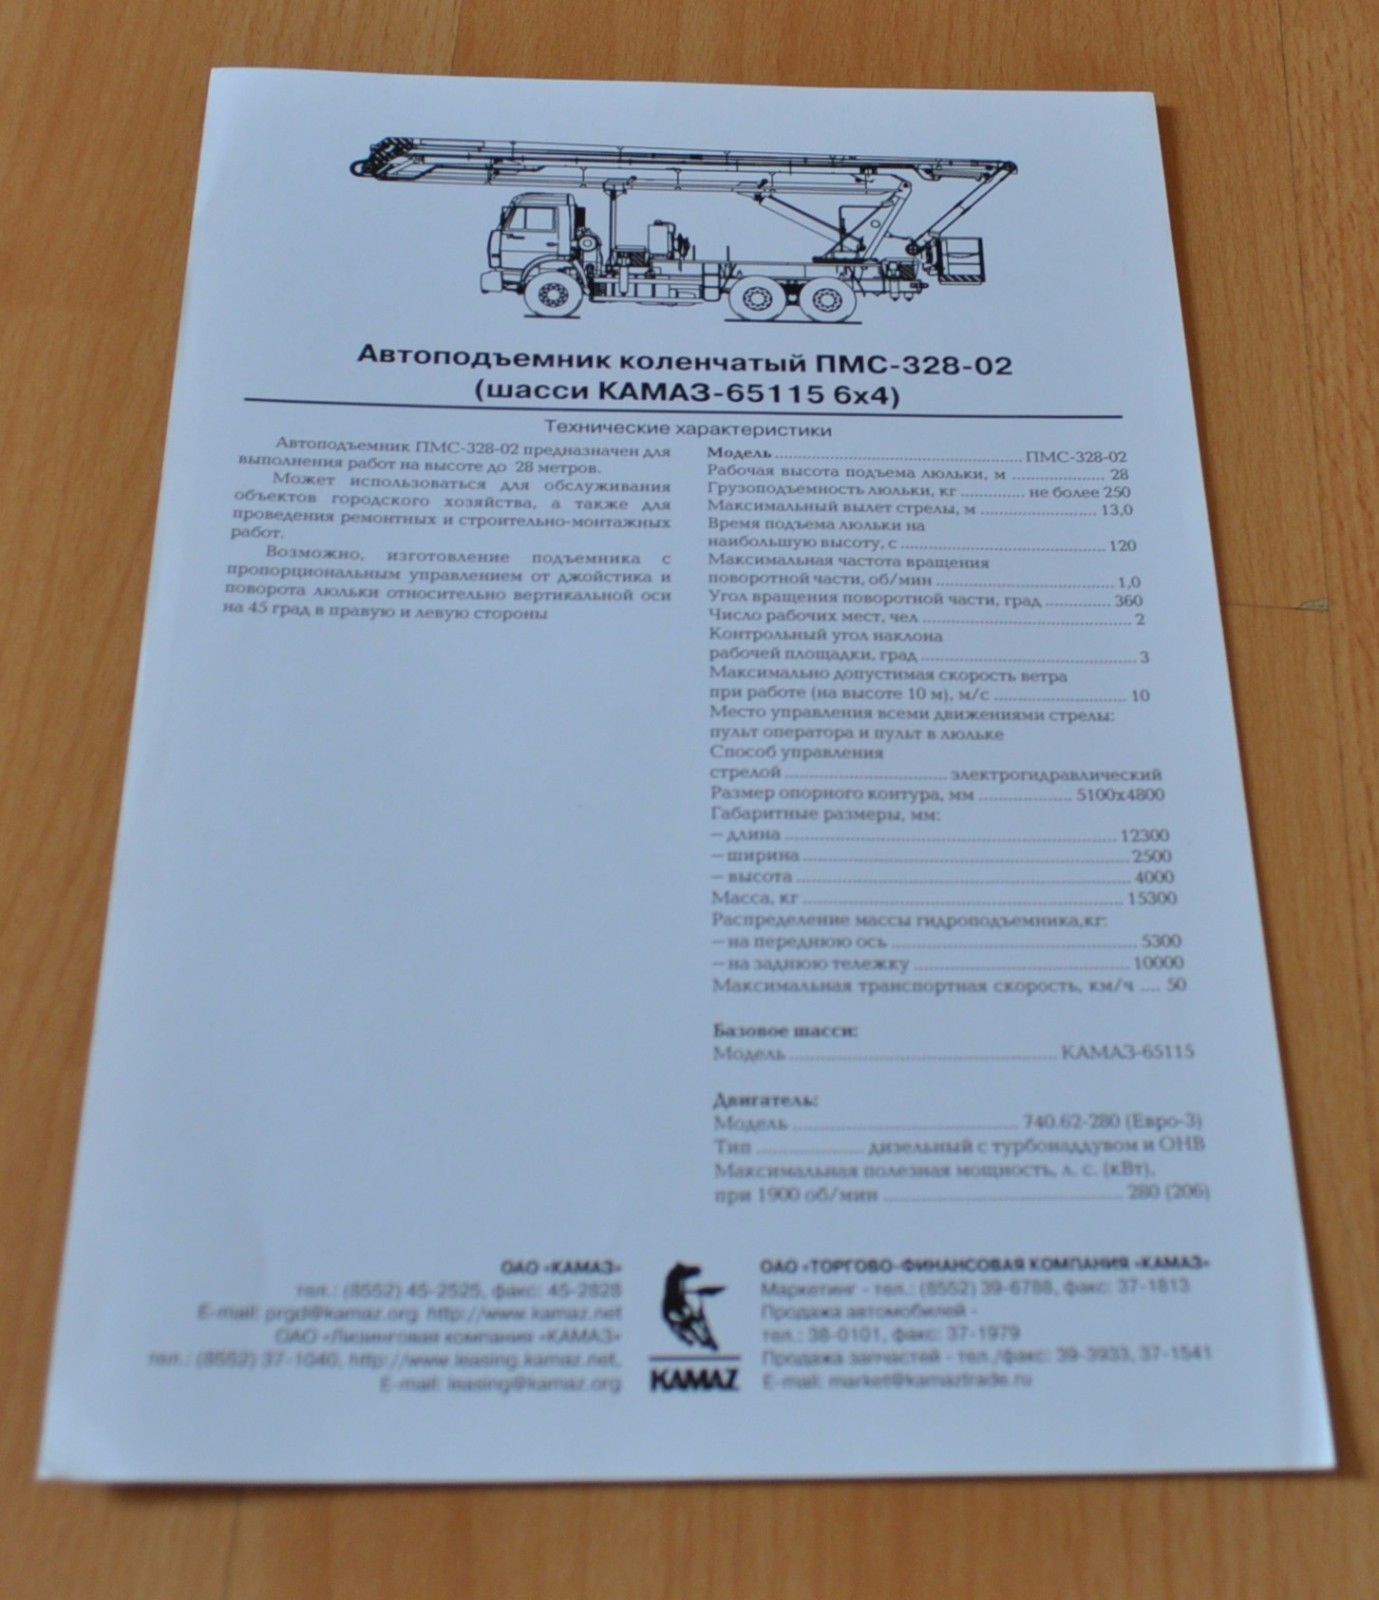 Автоподъемник коленчатый ПМС-328-02
(шасси КАМАЗ-65115 6х4)
Технические характеристики
Автоподъемник ПМС-328-02 предназначен для
выполнения работ на высоте до 28 метров.
Может использоваться для обслуживания
объектов городского хозяйства, а также для
проведения ремонтных и строительно-монтажных
работ.
Возможно, изготовление подъемника с
пропорциональным управлением от джойстика и
поворота люльки относительно вертикальной оси
на 45 град в правую и левую стороны
Модель ... ПМС-328-02
Рабочая высота подъема люльки, м ... 28
Грузоподъемность люльки, кг ... не более 250
Максимальный вылет стрелы, м ... 13,0
Время подъема люльки на
наибольшую высоту, с ... 120
Максимальная частота вращения
поворотной части, об/мин ... 1,0
Угол вращения поворотной части, град ... 360
Число рабочих мест, чел ... 2
Контрольный угол наклона
рабочей площадки, град ... 3
Максимально допустимая скорость ветра
при работе (на высоте 10 м), м/с ... 10
Место управления всеми движениями стрелы:
пульт оператора и пульт в люльке
Способ управления
стрелой ... электрогидравлический
Размер опорного контура, мм ... 5100х4800
Габаритные размеры, мм:
– длина ... 12300
– ширина ... 2500
– высота ... 4000
Масса, кг ... 15300
Распределение массы гидроподъемника,кг:
– на переднюю ось ... 5300
– на заднюю тележку ... 10000
Максимальная транспортная скорость, км/ч .... 50
Базовое шасси:
Модель ... КАМАЗ-65115
Двигатель:
Модель ... 740.62-280 (Евро-3)
Тип ... дизельный с турбонаддувом и ОНВ
Максимальная полезная мощность, л. с. (кВт),
при 1900 об/мин ... 280 (206)
ОАО «КАМАЗ»
тел.: (8552) 45-2525, факс: 45-2828
E-mail: prgd@kamaz.org http://www.kamaz.net
ОАО «Лизинговая компания «КАМАЗ»
тел.: (8552) 37-1040, http://www.leasing.kamaz.net,
E-mail: leasing@kamaz.org
KAMAZ
ОАО «ТОРГОВО-ФИНАНСОВАЯ КОМПАНИЯ «КАМАЗ»
Маркетинг - тел.: (8552) 39-6788, факс: 37-1813
Продажа автомобилей -
тел.: 38-0101, факс: 37-1979
Продажа запчастей - тел./факс: 39-3933, 37-1541
E-mail: market@kamaztrade.ru